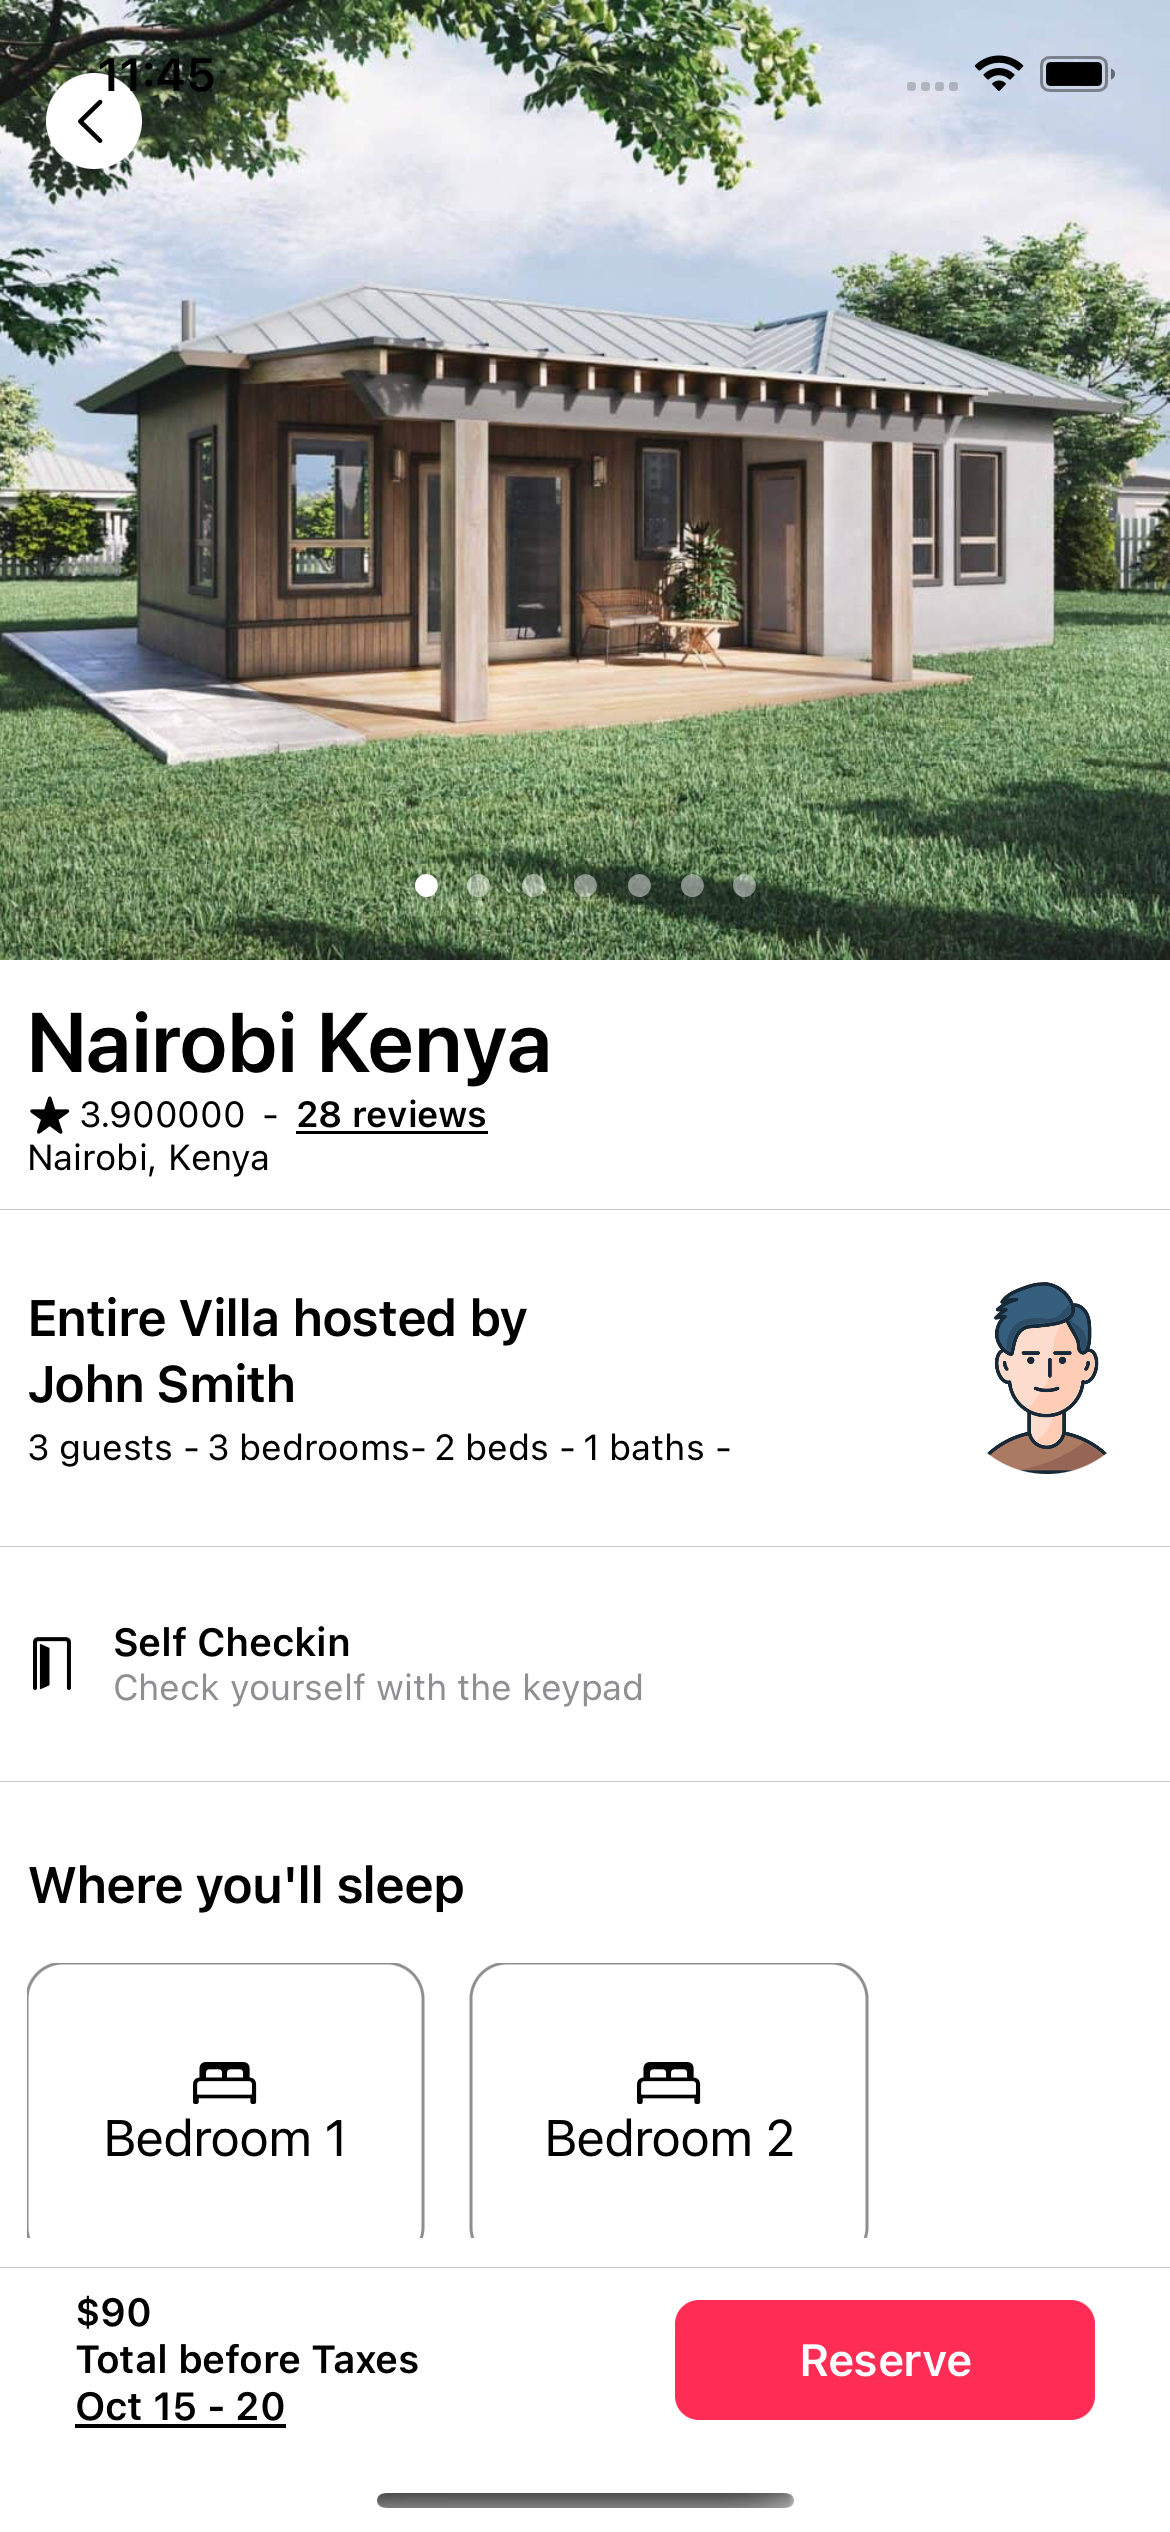 11:45
Nairobi Kenya
3.900000 - 28 reviews
Nairobi, Kenya
Entire Villa hosted by
John Smith
3 guests - 3 bedrooms- 2 beds - 1 baths -
Self Checkin
Check yourself with the keypad
Where you'll sleep
Bedroom 1
Bedroom 2
$90
Total before Taxes
Oct 15 - 20
Reserve